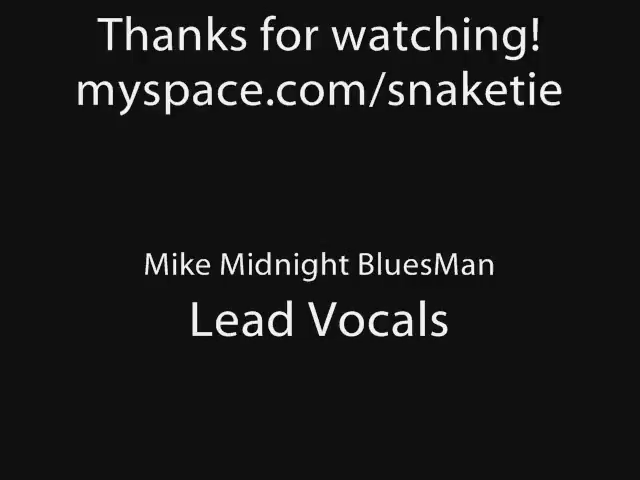 Thanks for watching!
myspace.com/snaketie
Mike Midnight BluesMan
Lead Vocals